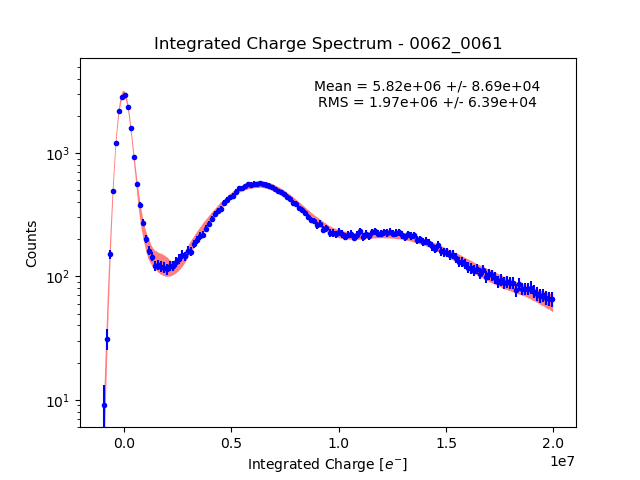 Integrated Charge Spectrum - 0062_0061
Mean = 5.82e+06 +/- 8.69e+04
RMS = 1.97e+06 +/- 6.39e+04
Counts
10³
10²
10¹
0.0 0.5 1.0 1.5 2.0
1e7
Integrated Charge [e⁻]